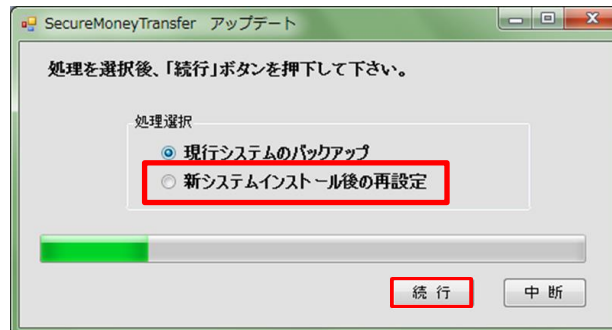 SecureMoneyTransfer アップデート
処理を選択後、「続行」ボタンを押下して下さい。
処理選択
現行システムのバックアップ
新システムインストール後の再設定
続 行
中 断